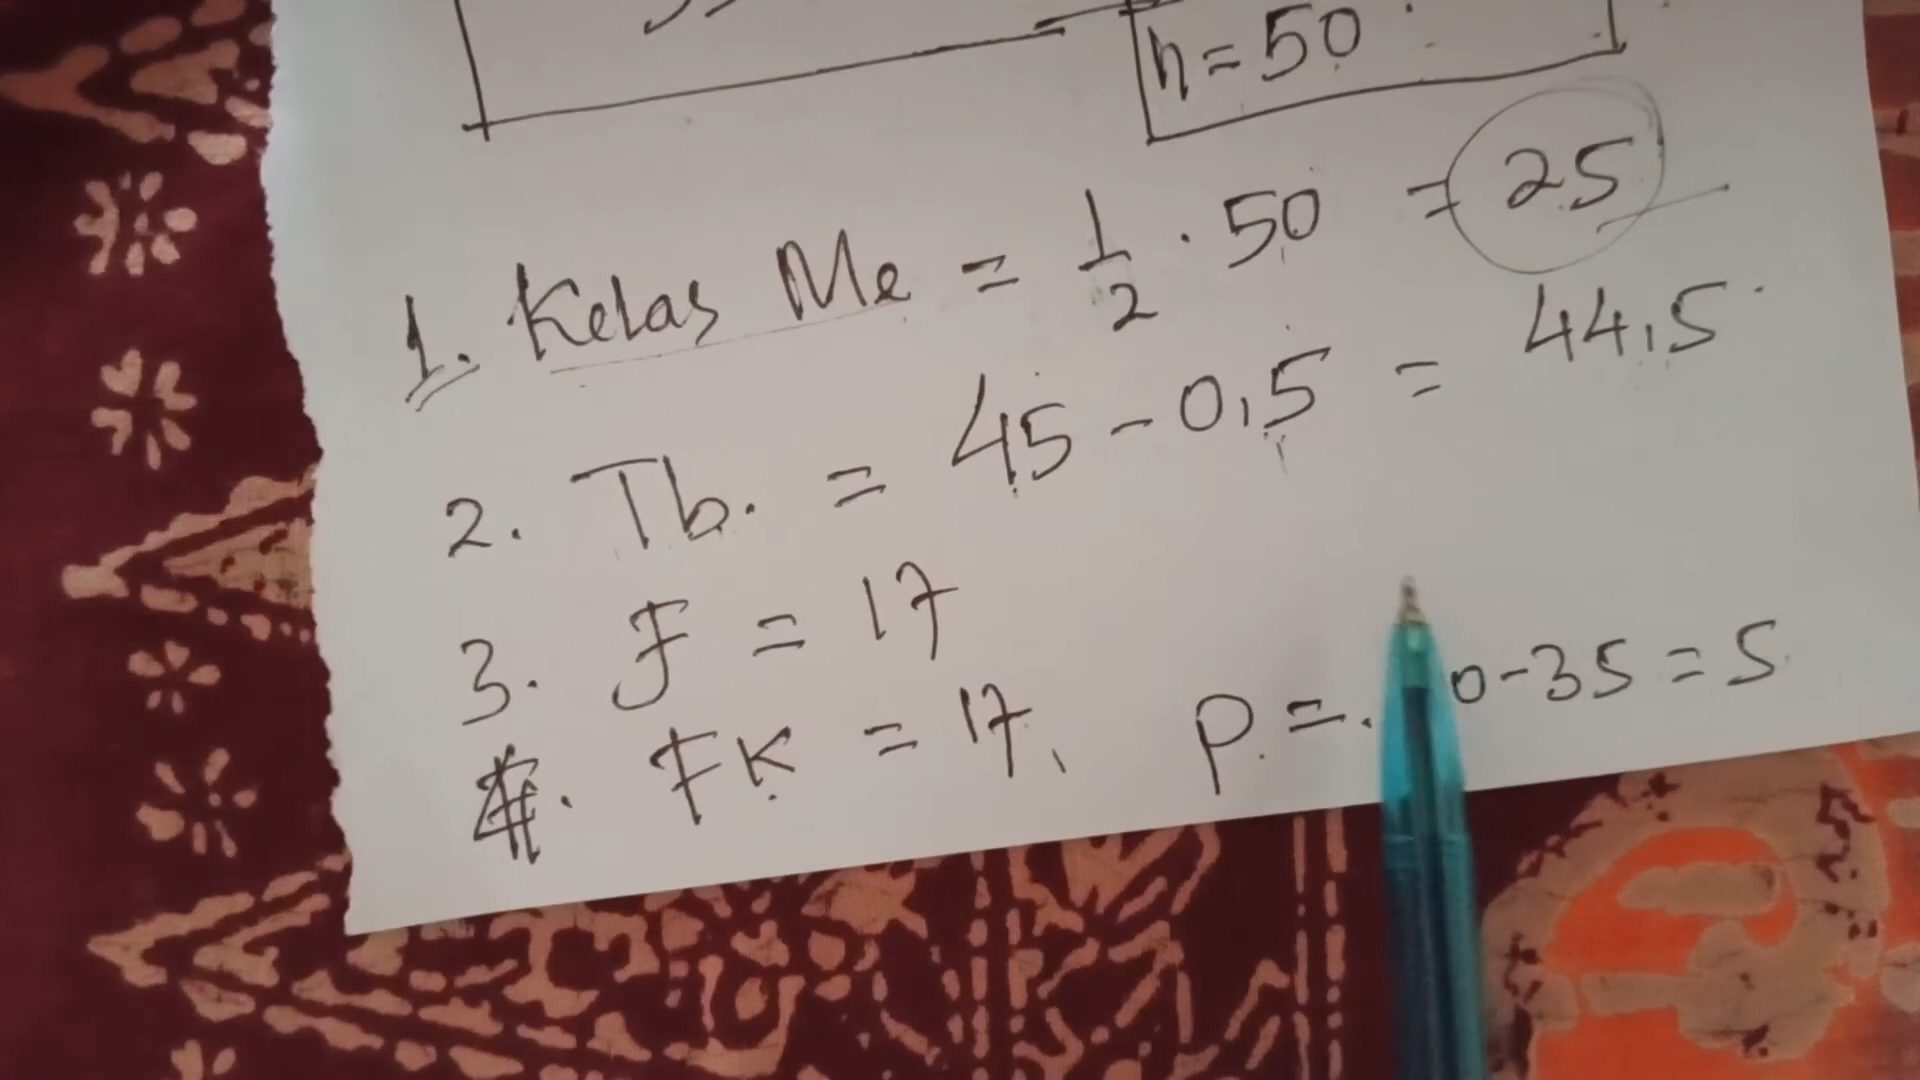 n = 50
1. Kelas Me = 1/2 . 50 = 25
2. Tb. = 45 - 0,5 = 44,5
3. F = 17
4. FK = 17, P = 0-35 = 5